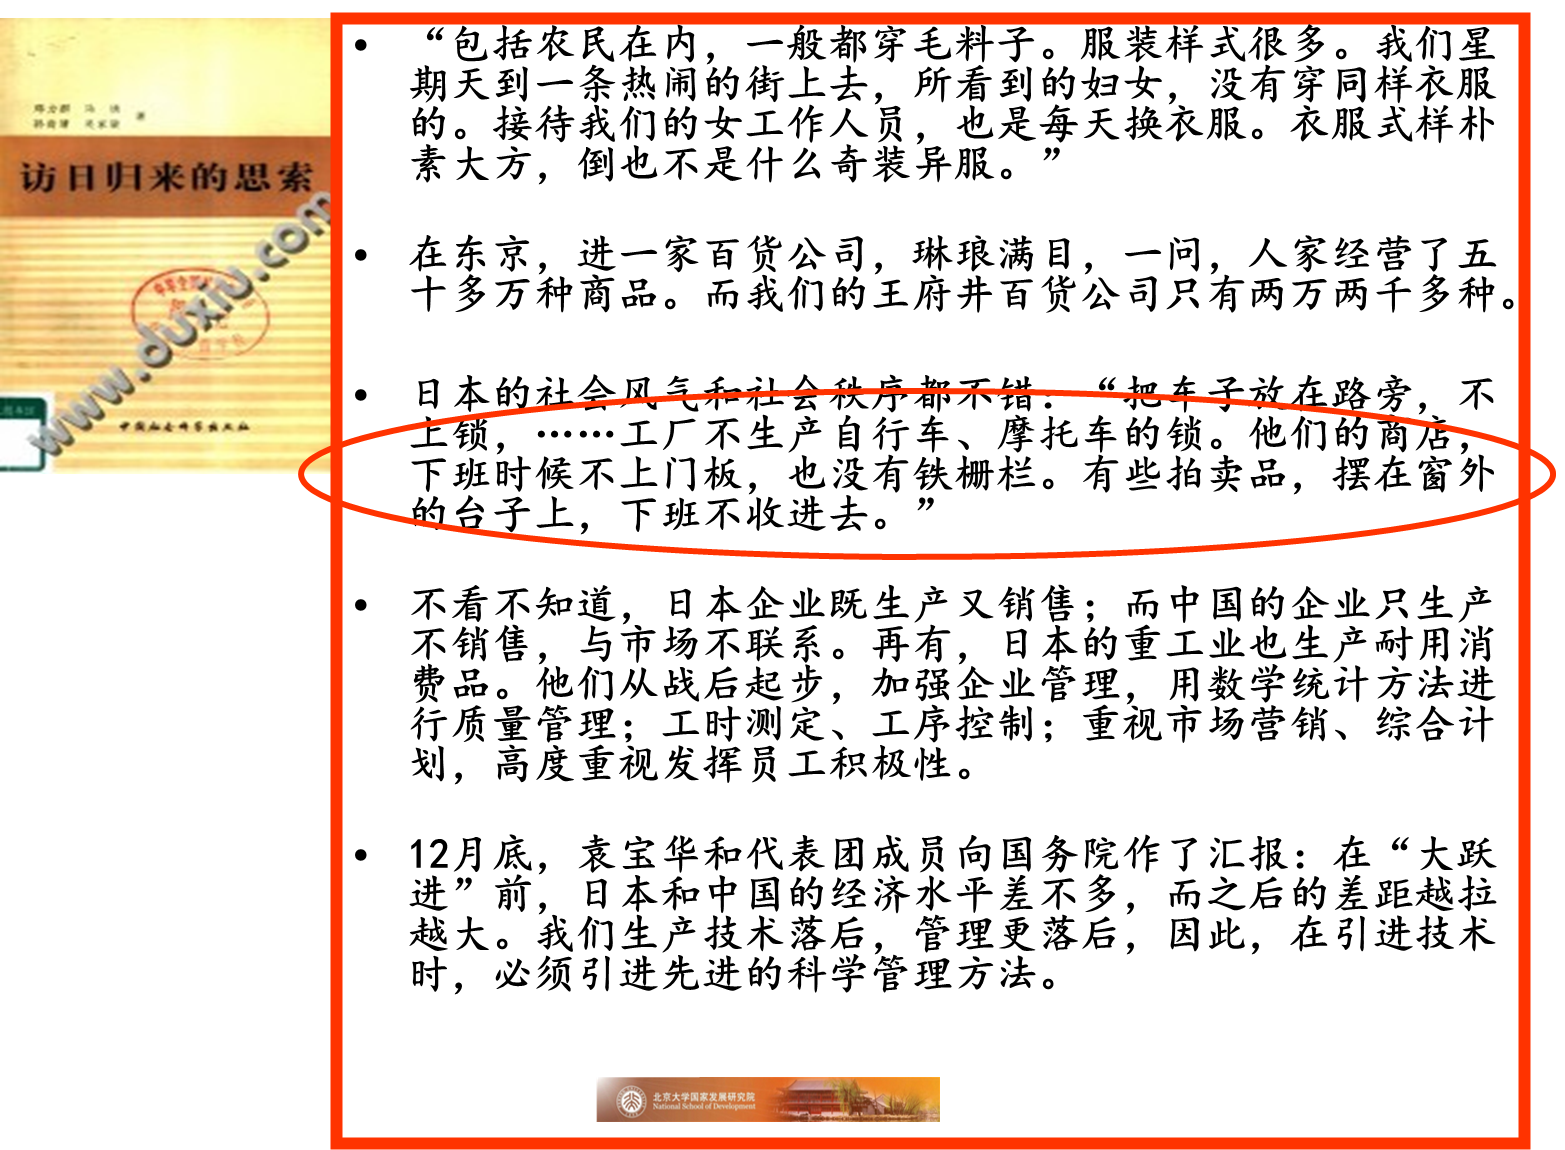 访日归来的思索
www.duxiu.com
中国社会科学出版社
• “包括农民在内，一般都穿毛料子。服装样式很多。我们星
期天到一条热闹的街上去，所看到的妇女，没有穿同样衣服
的。接待我们的女工作人员，也是每天换衣服。衣服式样朴
素大方，倒也不是什么奇装异服。”
• 在东京，进一家百货公司，琳琅满目，一问，人家经营了五
十多万种商品。而我们的王府井百货公司只有两万两千多种。
• 日本的社会风气和社会秩序都不错：“把车子放在路旁，不
上锁，……工厂不生产自行车、摩托车的锁。他们的商店，
下班时候不上门板，也没有铁栅栏。有些拍卖品，摆在窗外
的台子上，下班不收进去。”
• 不看不知道，日本企业既生产又销售；而中国的企业只生产
不销售，与市场不联系。再有，日本的重工业也生产耐用消
费品。他们从战后起步，加强企业管理，用数学统计方法进
行质量管理；工时测定、工序控制；重视市场营销、综合计
划，高度重视发挥员工积极性。
• 12月底，袁宝华和代表团成员向国务院作了汇报：在“大跃
进”前，日本和中国的经济水平差不多，而之后的差距越拉
越大。我们生产技术落后，管理更落后，因此，在引进技术
时，必须引进先进的科学管理方法。
北京大学国家发展研究院
National School of Development